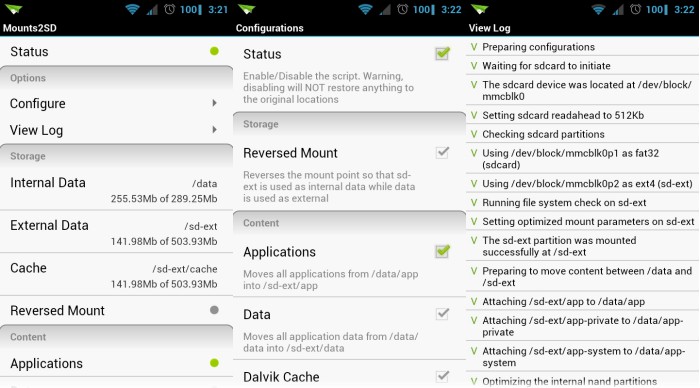 100 3:21
Mounts2SD
Status
Options
Configure
View Log
Storage
Internal Data
/data
255.53Mb of 289.25Mb
External Data
/sd-ext
141.98Mb of 503.93Mb
Cache
/sd-ext/cache
141.98Mb of 503.93Mb
Reversed Mount
Content
Applications
100 3:22
Configurations
Status
Enable/Disable the script. Warning,
disabling will NOT restore anything to
the original locations
Storage
Reversed Mount
Reverses the mount point so that sd-
ext is used as internal data while data
is used as external
Content
Applications
Moves all applications from /data/app
into /sd-ext/app
Data
Moves all application data from /data/
data into /sd-ext/data
Dalvik Cache
100 3:22
View Log
V Preparing configurations
V Waiting for sdcard to initiate
V The sdcard device was located at /dev/block/
mmcblk0
V Setting sdcard readahead to 512Kb
V Checking sdcard partitions
V Using /dev/block/mmcblk0p1 as fat32
(sdcard)
V Using /dev/block/mmcblk0p2 as ext4 (sd-ext)
V Running file system check on sd-ext
V Setting optimized mount parameters on sd-ext
V The sd-ext partition was mounted
successfully at /sd-ext
V Preparing to move content between /data and
/sd-ext
V Attaching /sd-ext/app to /data/app
V Attaching /sd-ext/app-private to /data/app-
private
V Attaching /sd-ext/app-system to /data/app-
system
V Optimizing the internal nand partitions